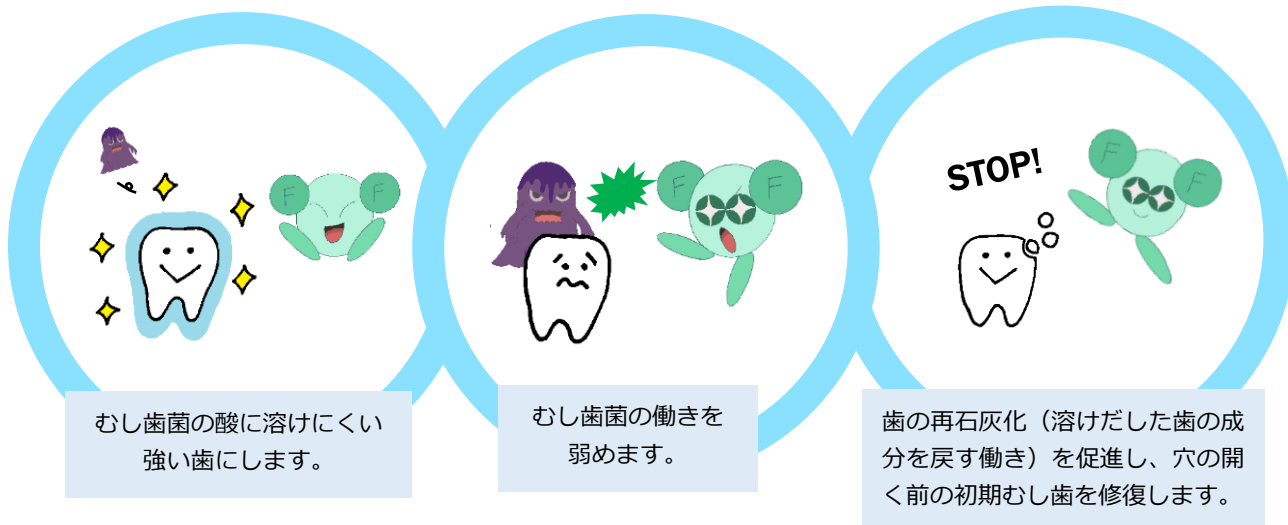 F F
むし歯菌の酸に溶けにくい
強い歯にします。
F F
むし歯菌の働きを
弱めます。
STOP!
F F
歯の再石灰化（溶けだした歯の成
分を戻す働き）を促進し、穴の開
く前の初期むし歯を修復します。